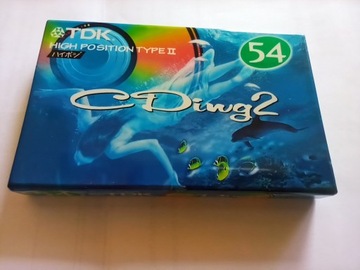 TDK
HIGH POSITION TYPE II
ハイポジ
54
CDing2